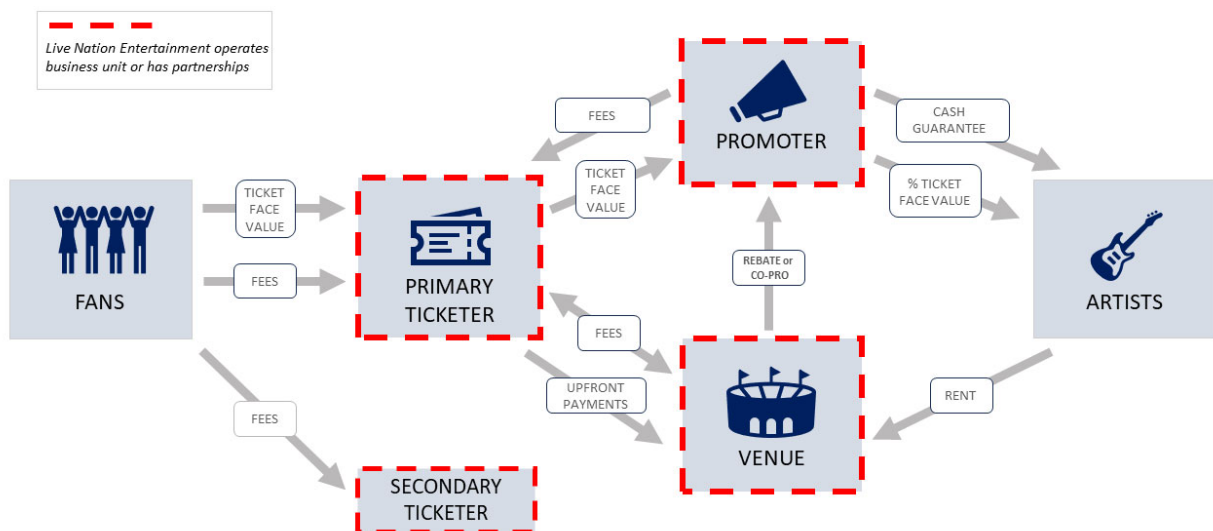 Live Nation Entertainment operates
business unit or has partnerships
FEES
PROMOTER
CASH
GUARANTEE
TICKET
FACE
VALUE
TICKET
FACE
VALUE
% TICKET
FACE VALUE
FANS
FEES
PRIMARY
TICKETER
REBATE or
CO-PRO
ARTISTS
FEES
UPFRONT
PAYMENTS
RENT
FEES
VENUE
SECONDARY
TICKETER